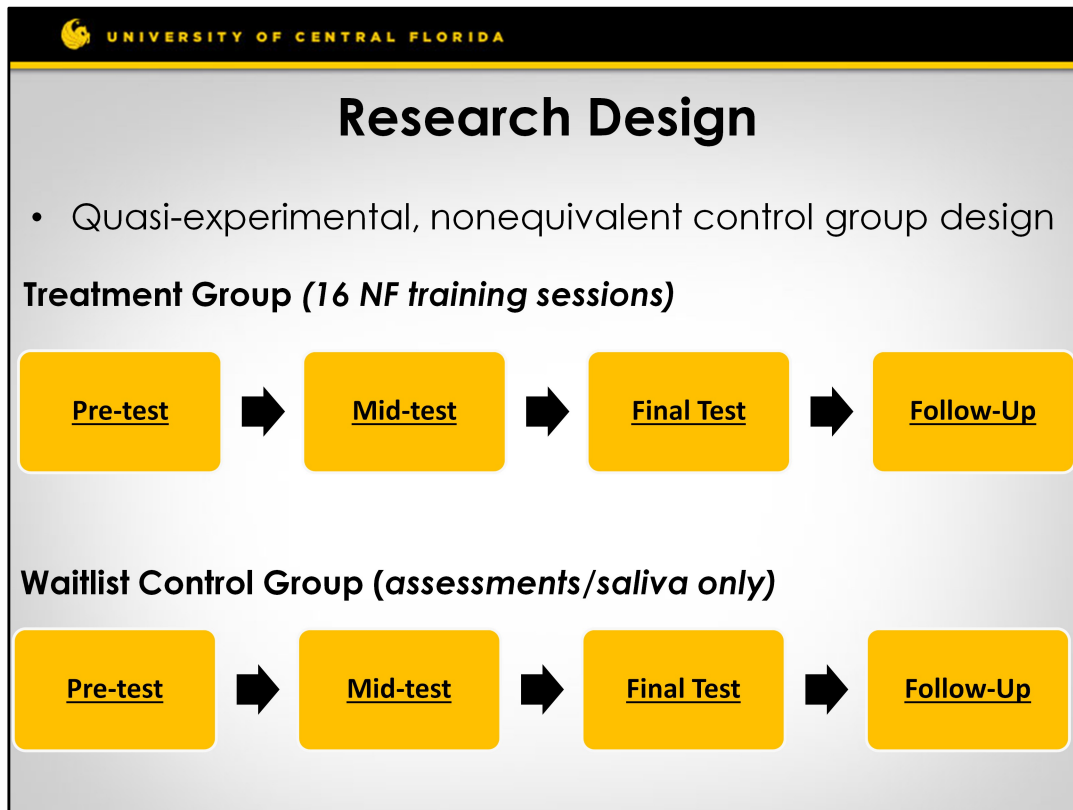 UNIVERSITY OF CENTRAL FLORIDA
Research Design
• Quasi-experimental, nonequivalent control group design
Treatment Group (16 NF training sessions)
Pre-test Mid-test Final Test Follow-Up
Waitlist Control Group (assessments/saliva only)
Pre-test Mid-test Final Test Follow-Up